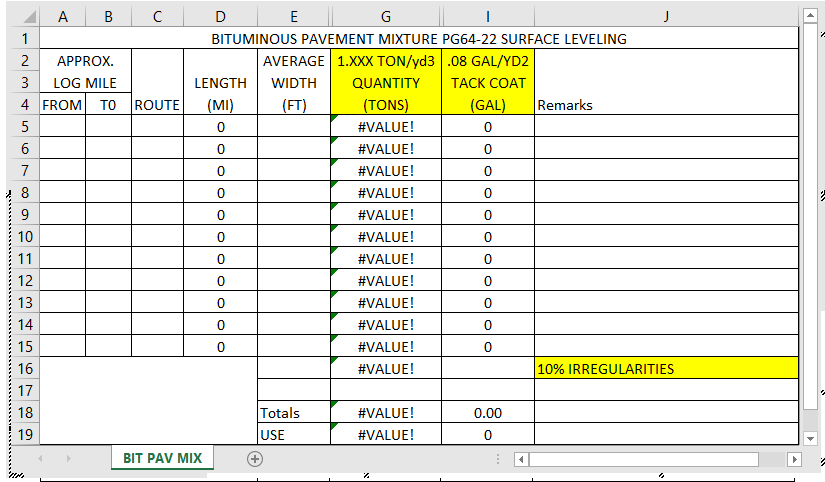 A B C D E G I J
1 BITUMINOUS PAVEMENT MIXTURE PG64-22 SURFACE LEVELING
2 APPROX. AVERAGE 1.XXX TON/yd3 .08 GAL/YD2
3 LOG MILE LENGTH WIDTH QUANTITY TACK COAT
4 FROM T0 ROUTE (MI) (FT) (TONS) (GAL) Remarks
5 0 #VALUE! 0
6 0 #VALUE! 0
7 0 #VALUE! 0
8 0 #VALUE! 0
9 0 #VALUE! 0
10 0 #VALUE! 0
11 0 #VALUE! 0
12 0 #VALUE! 0
13 0 #VALUE! 0
14 0 #VALUE! 0
15 0 #VALUE! 0
16 #VALUE! 10% IRREGULARITIES
17
18 Totals #VALUE! 0.00
19 USE #VALUE! 0
BIT PAV MIX